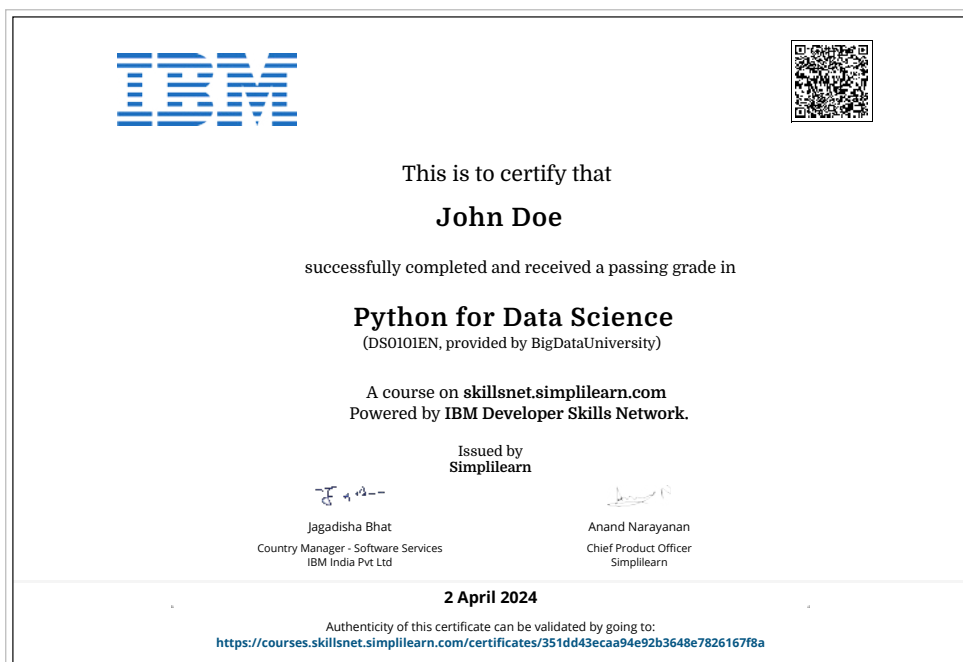 IBM
This is to certify that
John Doe
successfully completed and received a passing grade in
Python for Data Science
(DS0101EN, provided by BigDataUniversity)
A course on skillsnet.simplilearn.com
Powered by IBM Developer Skills Network.
Issued by
Simplilearn
Jagadisha Bhat
Country Manager - Software Services
IBM India Pvt Ltd
Anand Narayanan
Chief Product Officer
Simplilearn
2 April 2024
Authenticity of this certificate can be validated by going to:
https://courses.skillsnet.simplilearn.com/certificates/351dd43ecaa94e92b3648e7826167f8a